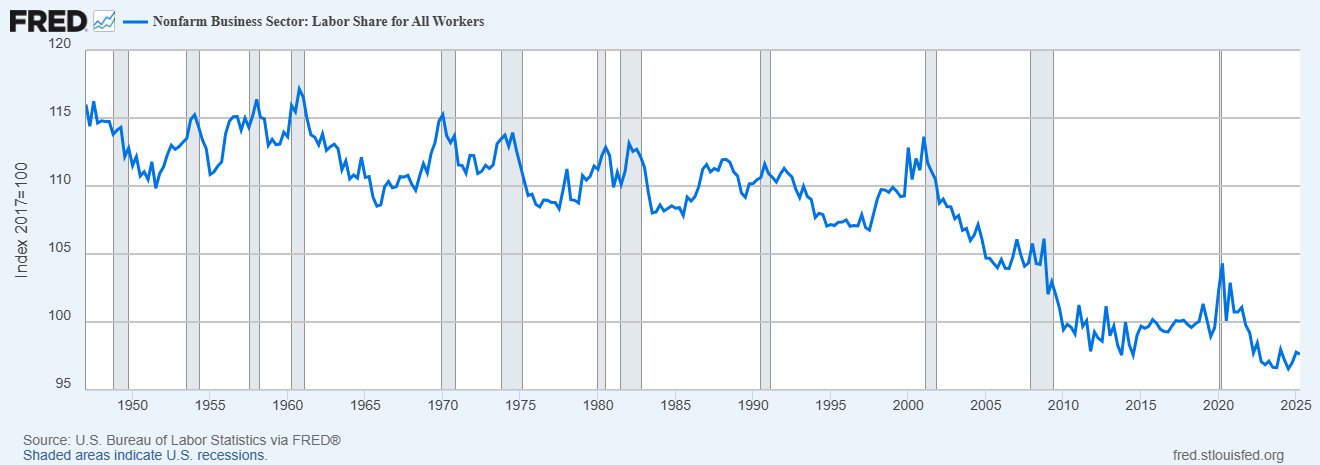 FRED® Nonfarm Business Sector: Labor Share for All Workers
120
115
110
105
100
95
Index 2017=100
1950 1955 1960 1965 1970 1975 1980 1985 1990 1995 2000 2005 2010 2015 2020 2025
Source: U.S. Bureau of Labor Statistics via FRED®
Shaded areas indicate U.S. recessions.
fred.stlouisfed.org